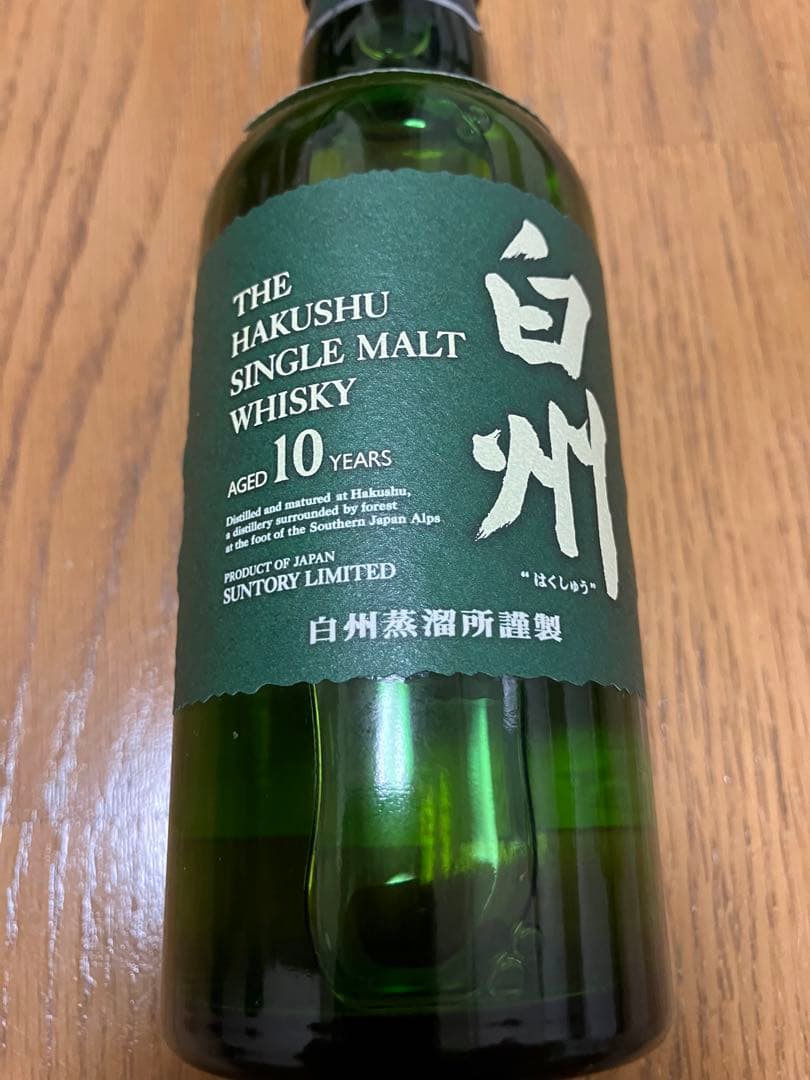 THE
HAKUSHU
SINGLE MALT
WHISKY
AGED 10 YEARS
Distilled and matured at Hakushu,
a distillery surrounded by forest
at the foot of the Southern Japan Alps
PRODUCT OF JAPAN
SUNTORY LIMITED
白州
“はくしゅう”
白州蒸溜所謹製